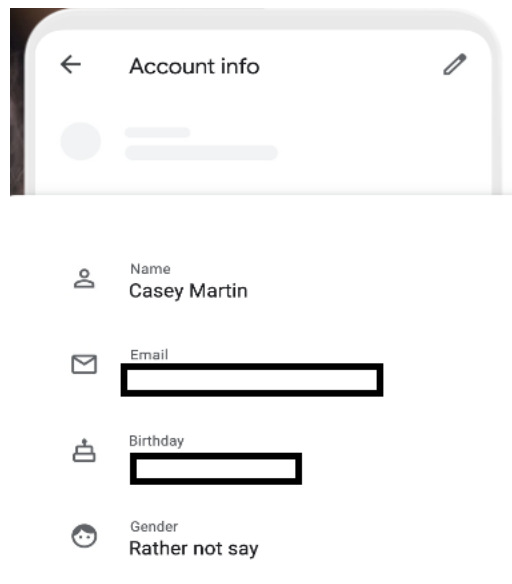 Account info
Name
Casey Martin
Email
Birthday
Gender
Rather not say